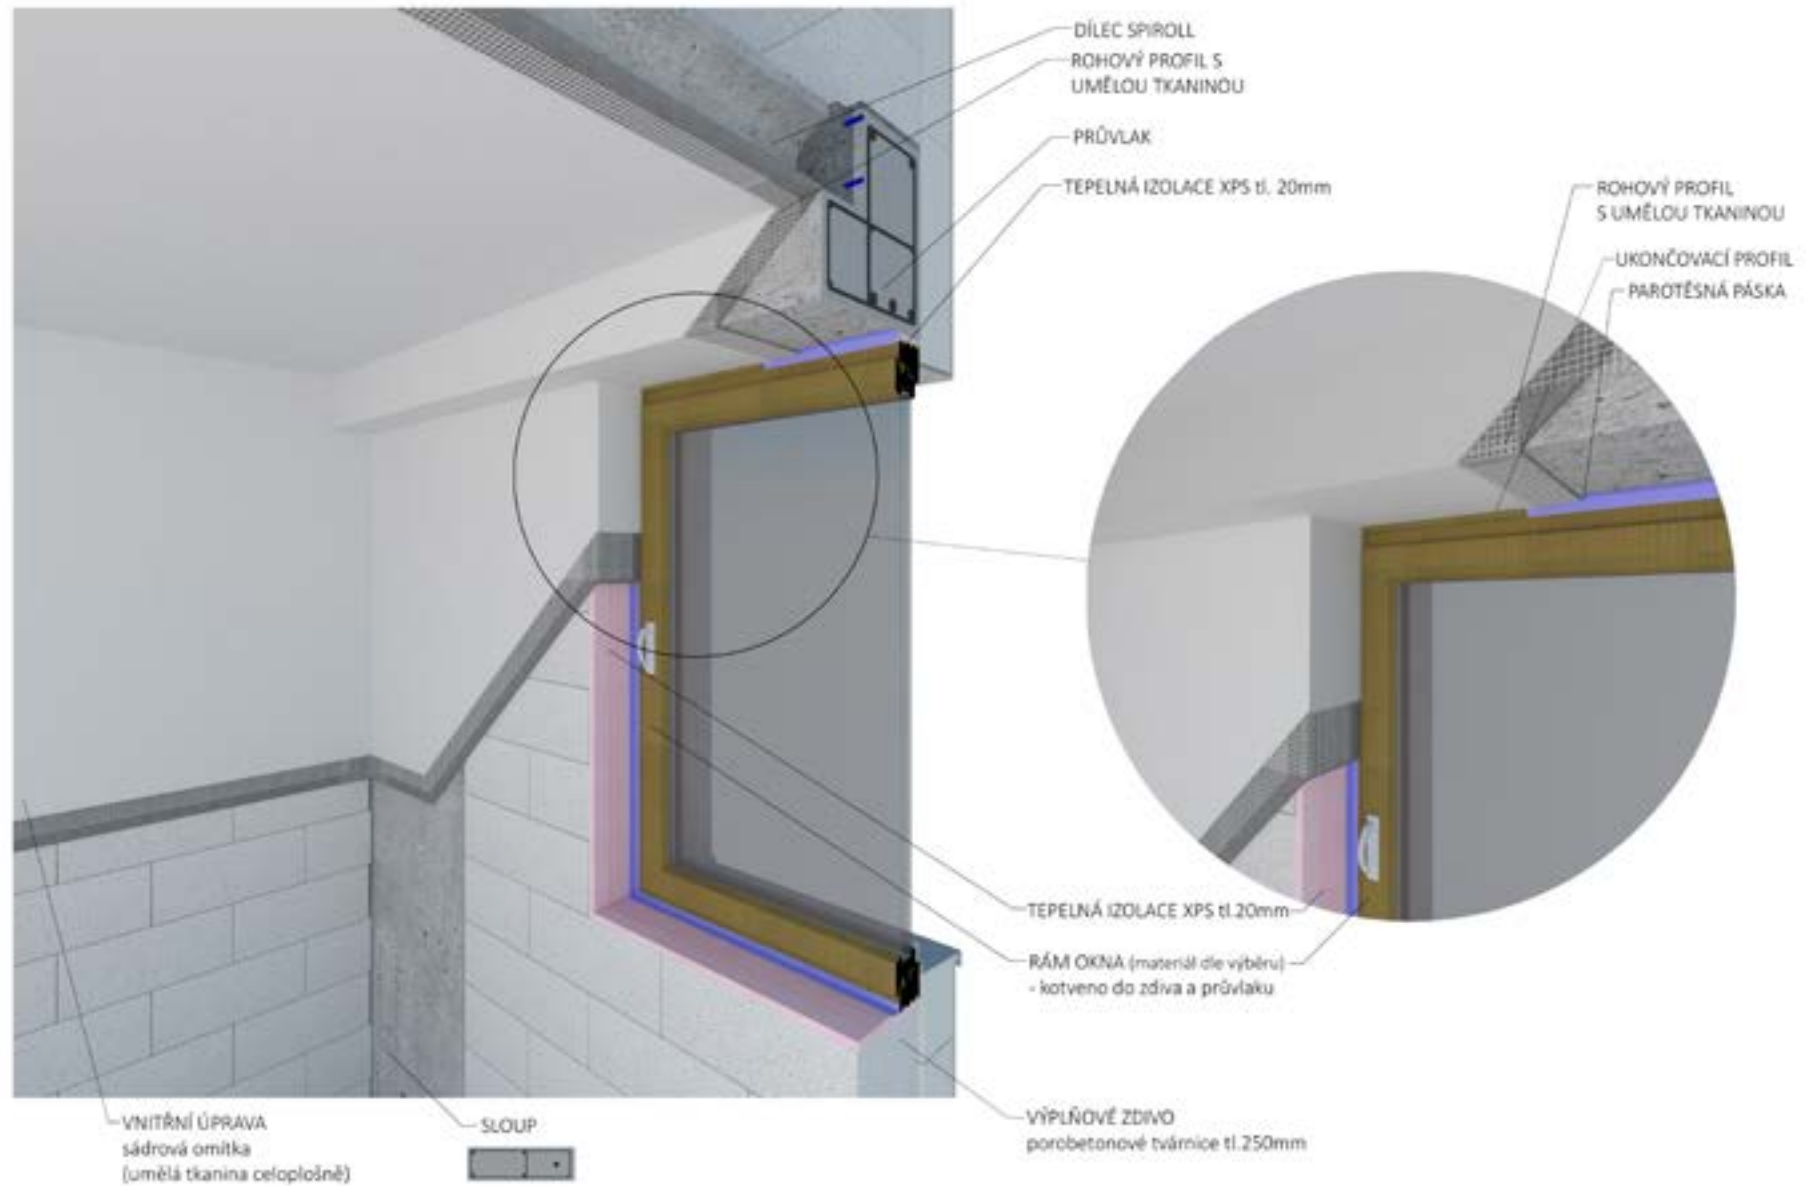 DÍLEC SPIROLL
ROHOVÝ PROFIL S
UMĚLOU TKANINOU
PRŮVLAK
TEPELNÁ IZOLACE XPS tl. 20mm
ROHOVÝ PROFIL
S UMĚLOU TKANINOU
UKONČOVACÍ PROFIL
PAROTĚSNÁ PÁSKA
TEPELNÁ IZOLACE XPS tl.20mm
RÁM OKNA (materiál dle výběru)
- kotveno do zdiva a průvlaku
VÝPLŇOVÉ ZDIVO
porobetonové tvárnice tl.250mm
VNITŘNÍ ÚPRAVA
sádrová omítka
(umělá tkanina celoplošně)
SLOUP